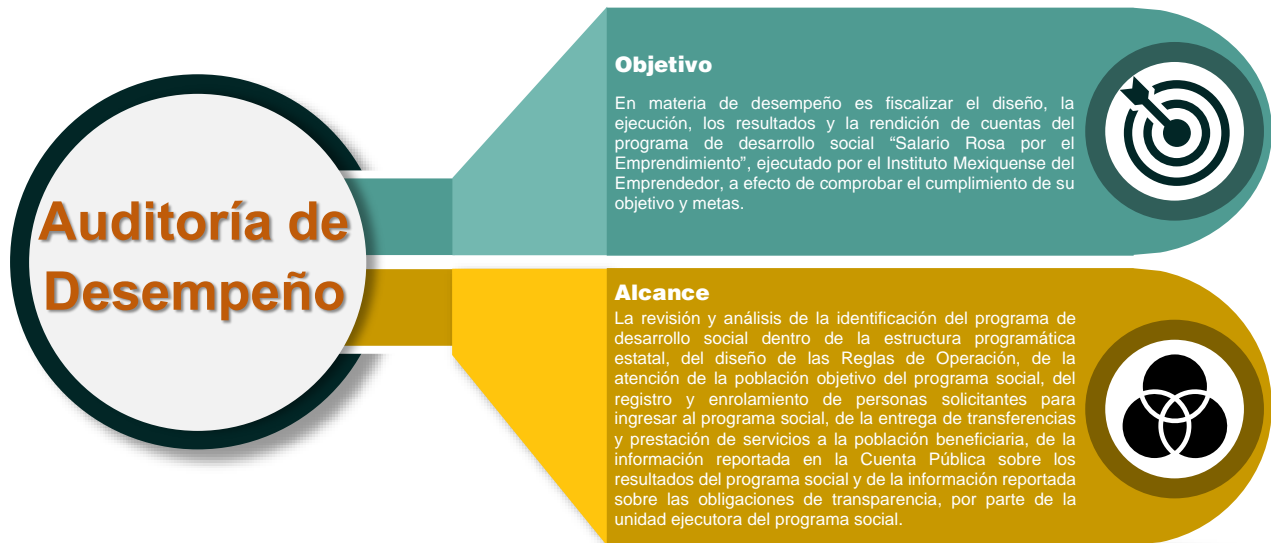 Auditoría de
Desempeño
Objetivo
En materia de desempeño es fiscalizar el diseño, la
ejecución, los resultados y la rendición de cuentas del
programa de desarrollo social “Salario Rosa por el
Emprendimiento”, ejecutado por el Instituto Mexiquense del
Emprendedor, a efecto de comprobar el cumplimiento de su
objetivo y metas.
Alcance
La revisión y análisis de la identificación del programa de
desarrollo social dentro de la estructura programática
estatal, del diseño de las Reglas de Operación, de la
atención de la población objetivo del programa social, del
registro y enrolamiento de personas solicitantes para
ingresar al programa social, de la entrega de transferencias
y prestación de servicios a la población beneficiaria, de la
información reportada en la Cuenta Pública sobre los
resultados del programa social y de la información reportada
sobre las obligaciones de transparencia, por parte de la
unidad ejecutora del programa social.